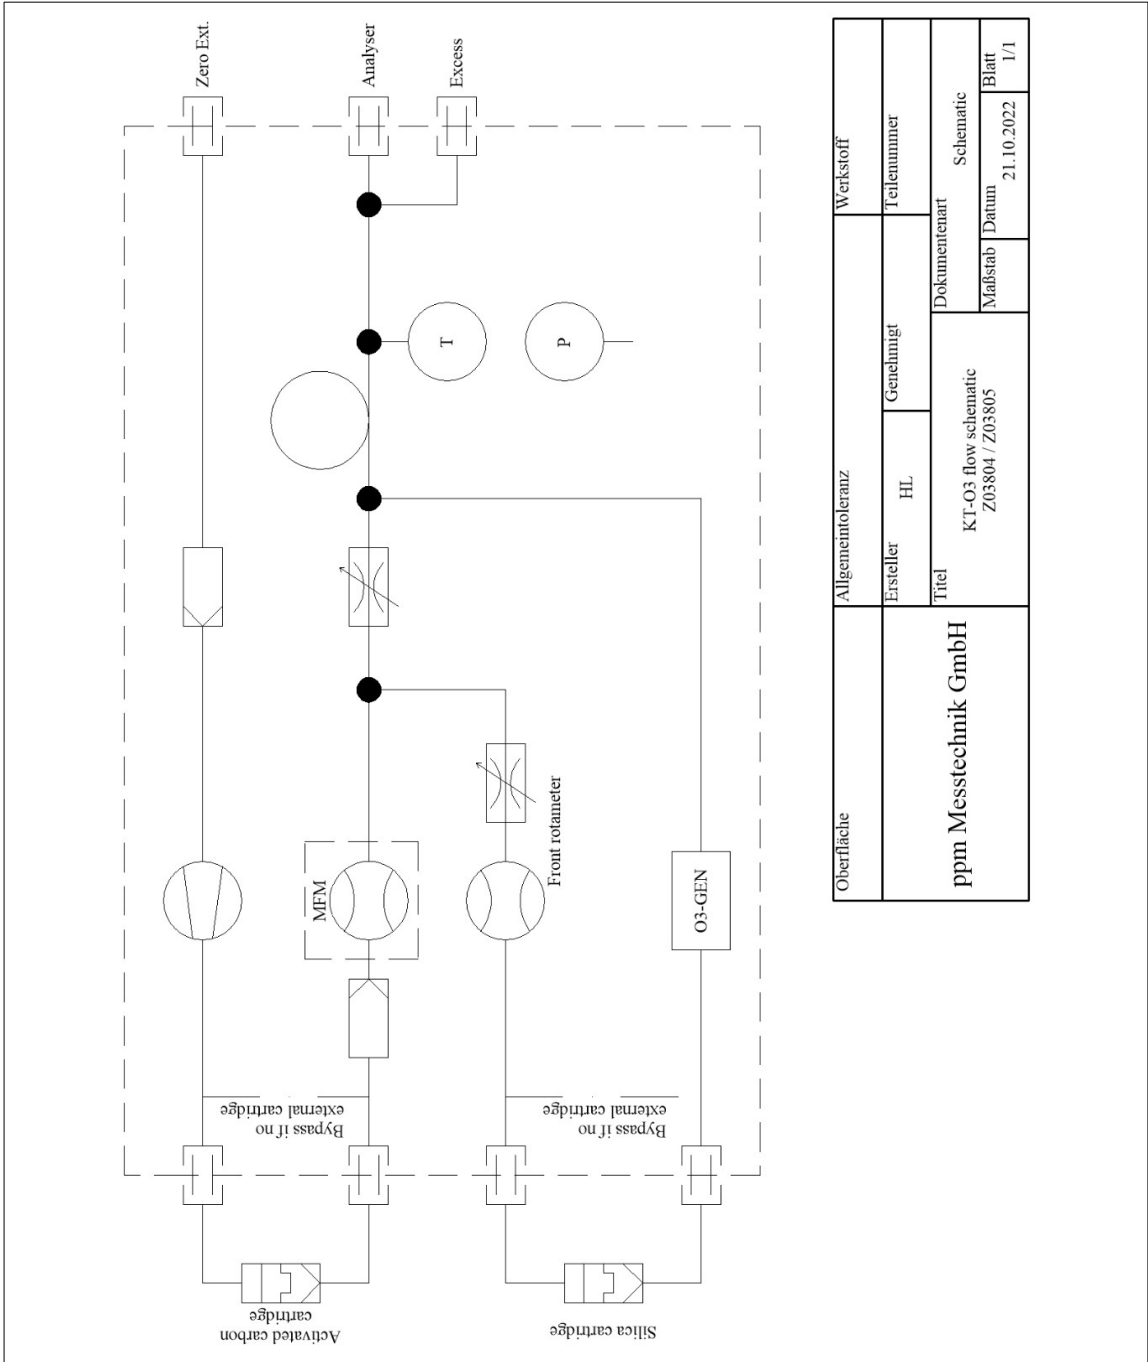 Zero Ext.
Analyser
Excess
T
P
MFM
Front rotameter
O3-GEN
Bypass if no
external cartridge
Bypass if no
external cartridge
Activated carbon
cartridge
Silica cartridge
Oberfläche
Allgemeintoleranz
Werkstoff
ppm Messtechnik GmbH
Ersteller
HL
Genehmigt
Teilenummer
Titel
KT-O3 flow schematic
Z03804 / Z03805
Dokumentenart
Schematic
Maßstab
Datum
21.10.2022
Blatt
1/1